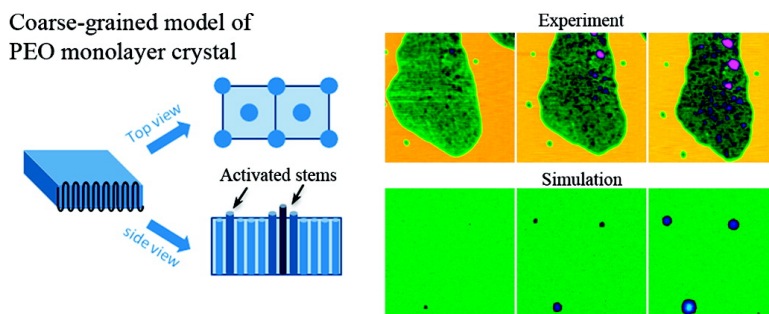 Coarse-grained model of
PEO monolayer crystal
Top view
Activated stems
side view
Experiment
Simulation